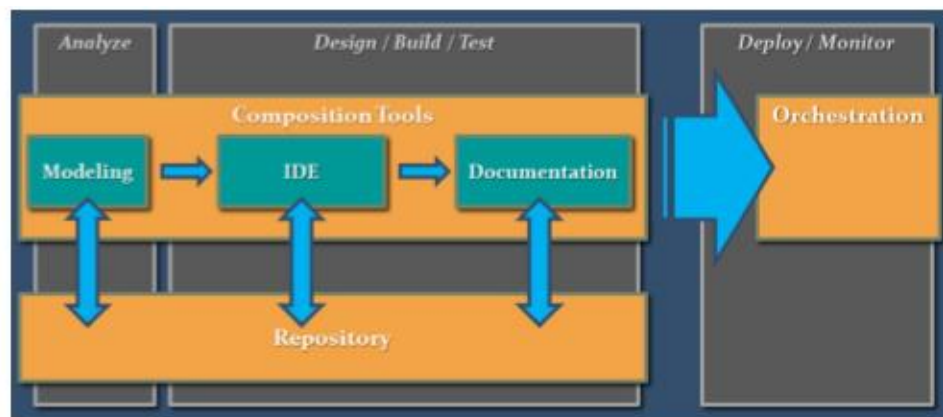 Analyze
Design / Build / Test
Deploy / Monitor
Composition Tools
Orchestration
Modeling
IDE
Documentation
Repository